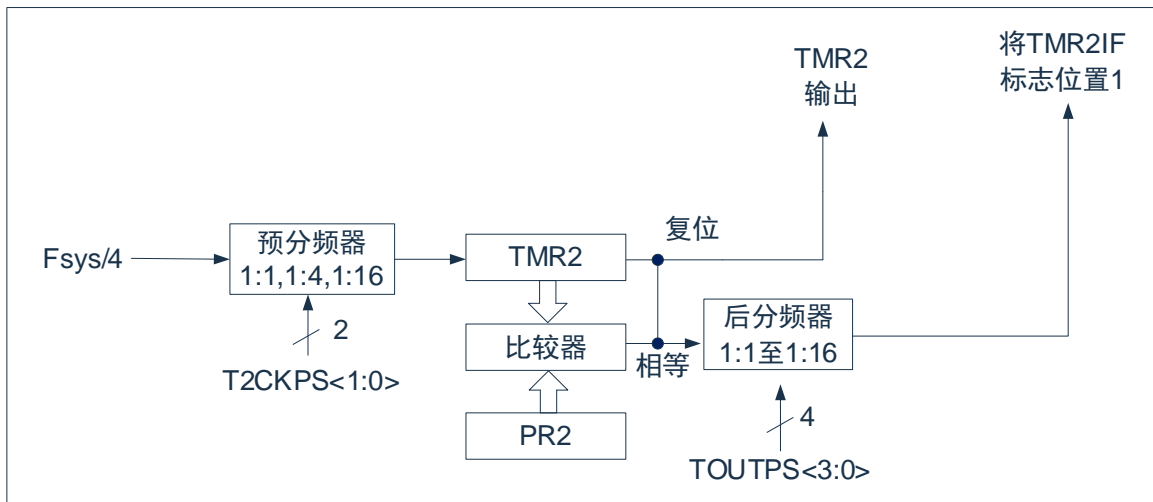 将TMR2IF
标志位置1
TMR2
输出
Fsys/4
预分频器
1:1,1:4,1:16
2
T2CKPS<1:0>
TMR2
复位
比较器
相等
PR2
后分频器
1:1至1:16
4
TOUTPS<3:0>